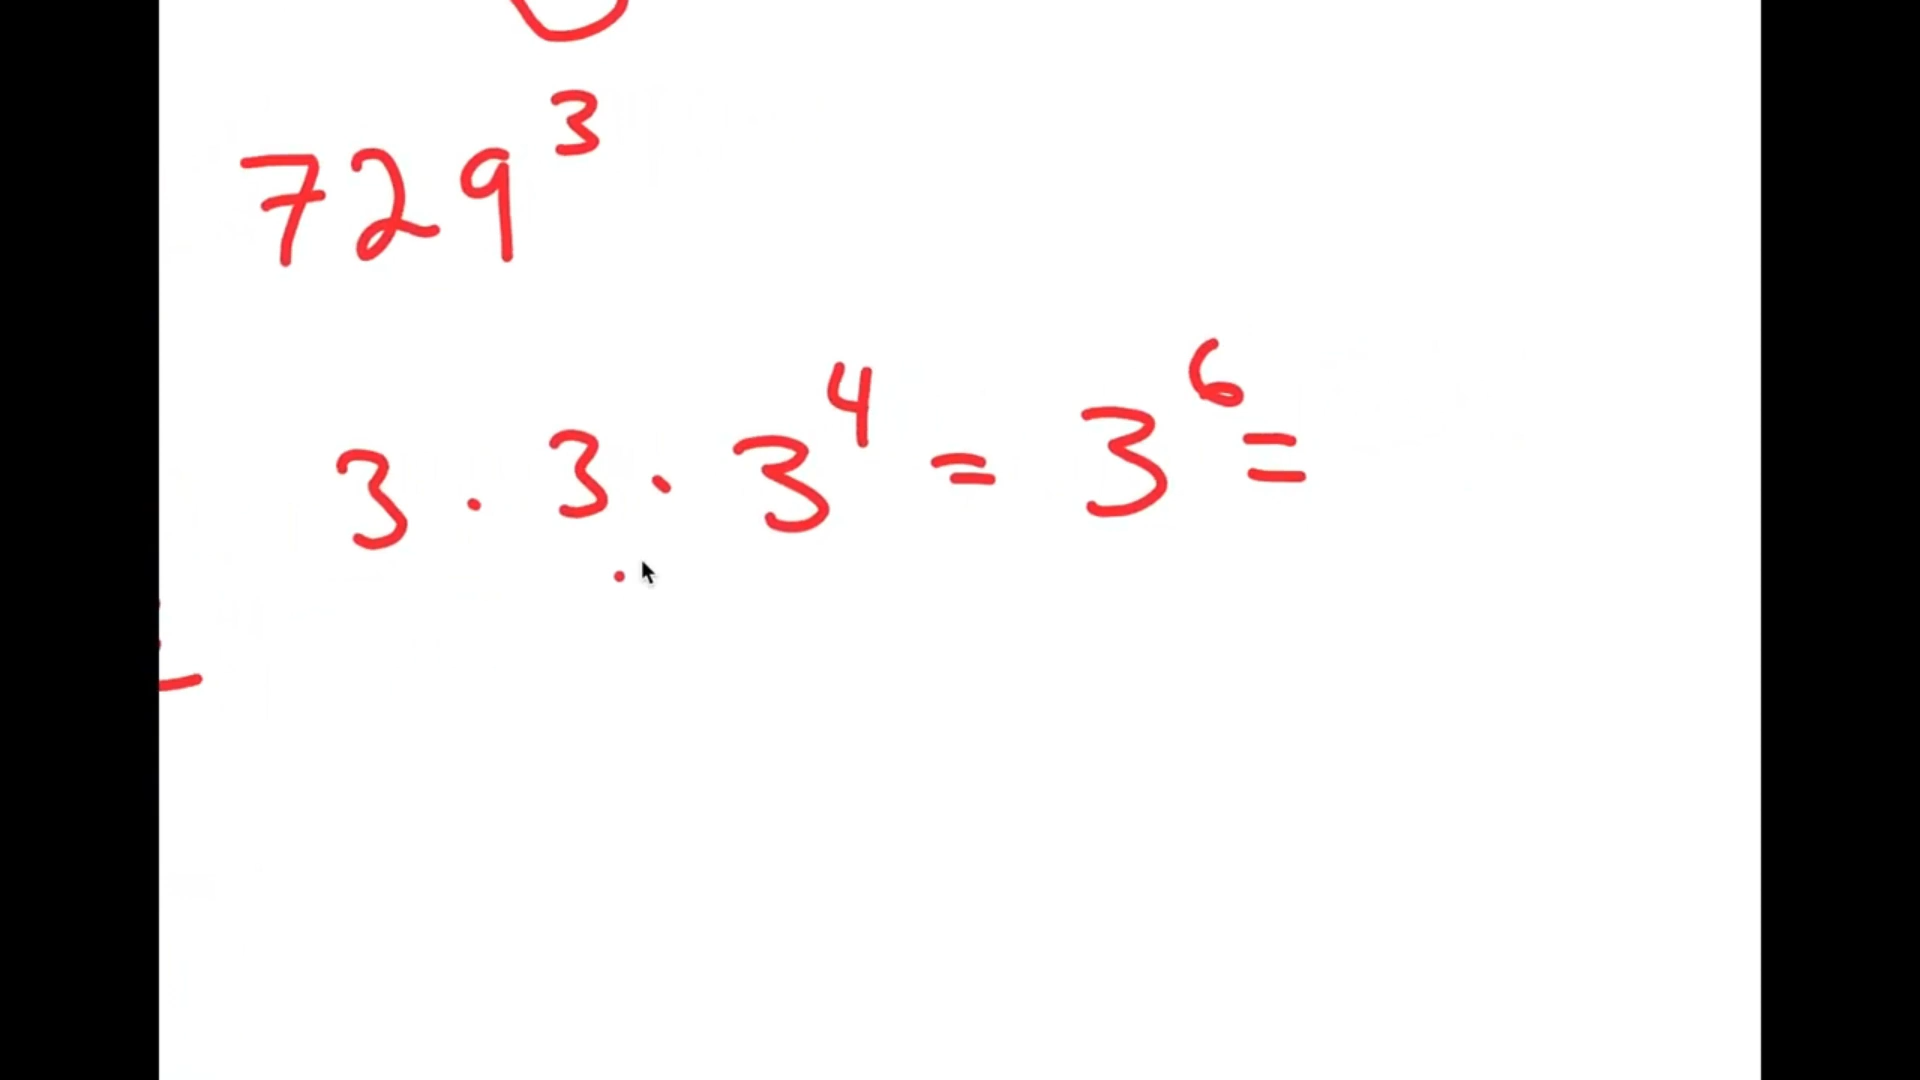 729³
3 · 3 · 3⁴ = 3⁶ =